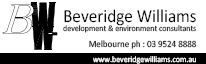 BW
Beveridge Williams
development & environment consultants
Melbourne ph : 03 9524 8888
www.beveridgewilliams.com.au